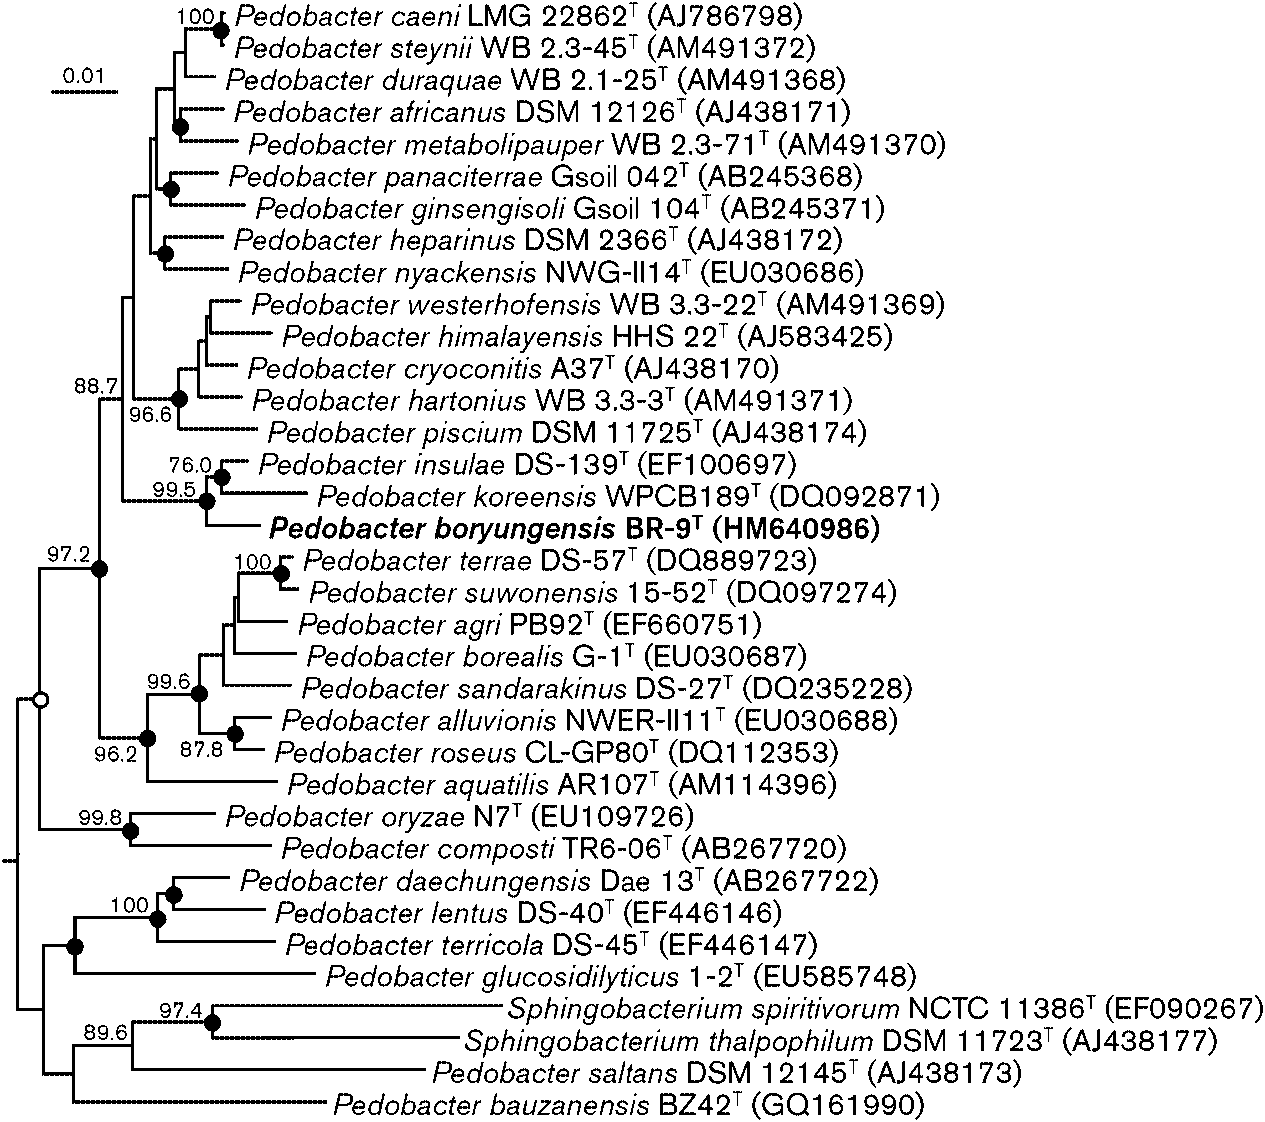 100 Pedobacter caeni LMG 22862ᵀ (AJ786798)
Pedobacter steynii WB 2.3-45ᵀ (AM491372)
0.01
Pedobacter duraquae WB 2.1-25ᵀ (AM491368)
Pedobacter africanus DSM 12126ᵀ (AJ438171)
Pedobacter metabolipauper WB 2.3-71ᵀ (AM491370)
Pedobacter panaciterrae Gsoil 042ᵀ (AB245368)
Pedobacter ginsengisoli Gsoil 104ᵀ (AB245371)
Pedobacter heparinus DSM 2366ᵀ (AJ438172)
Pedobacter nyackensis NWG-II14ᵀ (EU030686)
Pedobacter westerhofensis WB 3.3-22ᵀ (AM491369)
Pedobacter himalayensis HHS 22ᵀ (AJ583425)
Pedobacter cryoconitis A37ᵀ (AJ438170)
88.7
Pedobacter hartonius WB 3.3-3ᵀ (AM491371)
96.6
Pedobacter piscium DSM 11725ᵀ (AJ438174)
76.0 Pedobacter insulae DS-139ᵀ (EF100697)
99.5 Pedobacter koreensis WPCB189ᵀ (DQ092871)
Pedobacter boryungensis BR-9ᵀ (HM640986)
97.2
100 Pedobacter terrae DS-57ᵀ (DQ889723)
Pedobacter suwonensis 15-52ᵀ (DQ097274)
Pedobacter agri PB92ᵀ (EF660751)
Pedobacter borealis G-1ᵀ (EU030687)
99.6 Pedobacter sandarakinus DS-27ᵀ (DQ235228)
Pedobacter alluvionis NWER-II11ᵀ (EU030688)
96.2 87.8 Pedobacter roseus CL-GP80ᵀ (DQ112353)
Pedobacter aquatilis AR107ᵀ (AM114396)
99.8 Pedobacter oryzae N7ᵀ (EU109726)
Pedobacter composti TR6-06ᵀ (AB267720)
Pedobacter daechungensis Dae 13ᵀ (AB267722)
100 Pedobacter lentus DS-40ᵀ (EF446146)
Pedobacter terricola DS-45ᵀ (EF446147)
Pedobacter glucosidilyticus 1-2ᵀ (EU585748)
97.4 Sphingobacterium spiritivorum NCTC 11386ᵀ (EF090267)
89.6 Sphingobacterium thalpophilum DSM 11723ᵀ (AJ438177)
Pedobacter saltans DSM 12145ᵀ (AJ438173)
Pedobacter bauzanensis BZ42ᵀ (GQ161990)